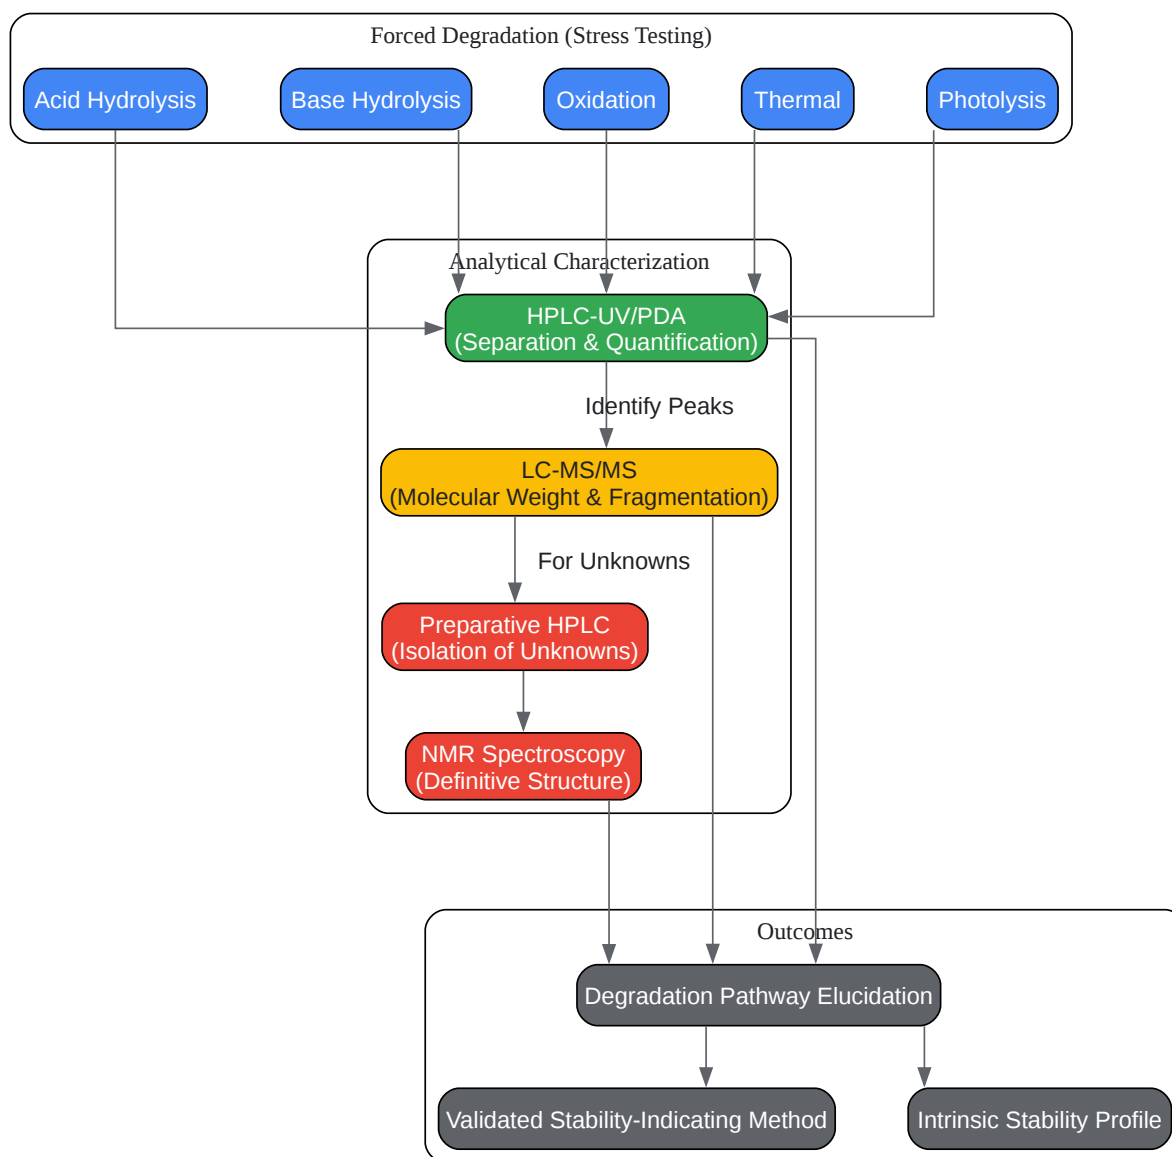 Forced Degradation (Stress Testing)
Acid Hydrolysis
Base Hydrolysis
Oxidation
Thermal
Photolysis
Analytical Characterization
HPLC-UV/PDA
(Separation & Quantification)
Identify Peaks
LC-MS/MS
(Molecular Weight & Fragmentation)
For Unknowns
Preparative HPLC
(Isolation of Unknowns)
NMR Spectroscopy
(Definitive Structure)
Outcomes
Degradation Pathway Elucidation
Validated Stability-Indicating Method
Intrinsic Stability Profile